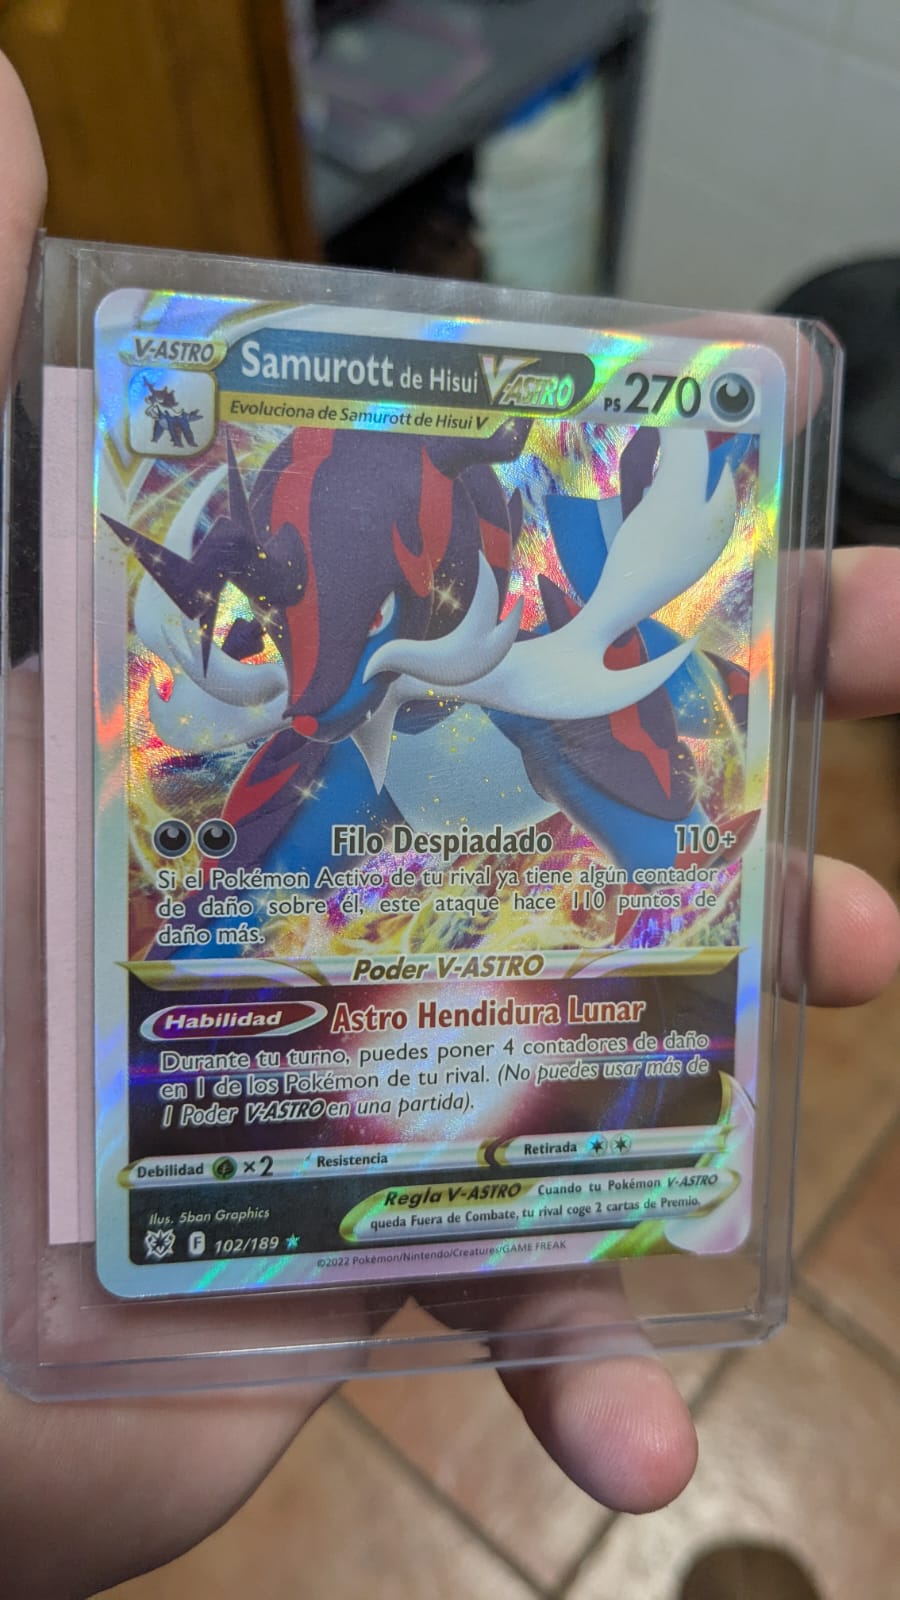 V-ASTRO
Samurott de Hisui V-ASTRO
PS 270
Evoluciona de Samurott de Hisui V
Filo Despiadado 110+
Si el Pokémon Activo de tu rival ya tiene algún contador
de daño sobre él, este ataque hace 110 puntos de
daño más.
Poder V-ASTRO
Habilidad Astro Hendidura Lunar
Durante tu turno, puedes poner 4 contadores de daño
en 1 de los Pokémon de tu rival. (No puedes usar más de
1 Poder V-ASTRO en una partida).
Debilidad ×2 Resistencia Retirada
Regla V-ASTRO Cuando tu Pokémon V-ASTRO
queda Fuera de Combate, tu rival coge 2 cartas de Premio.
Ilus. 5ban Graphics
F 102/189
©2022 Pokémon/Nintendo/Creatures/GAME FREAK